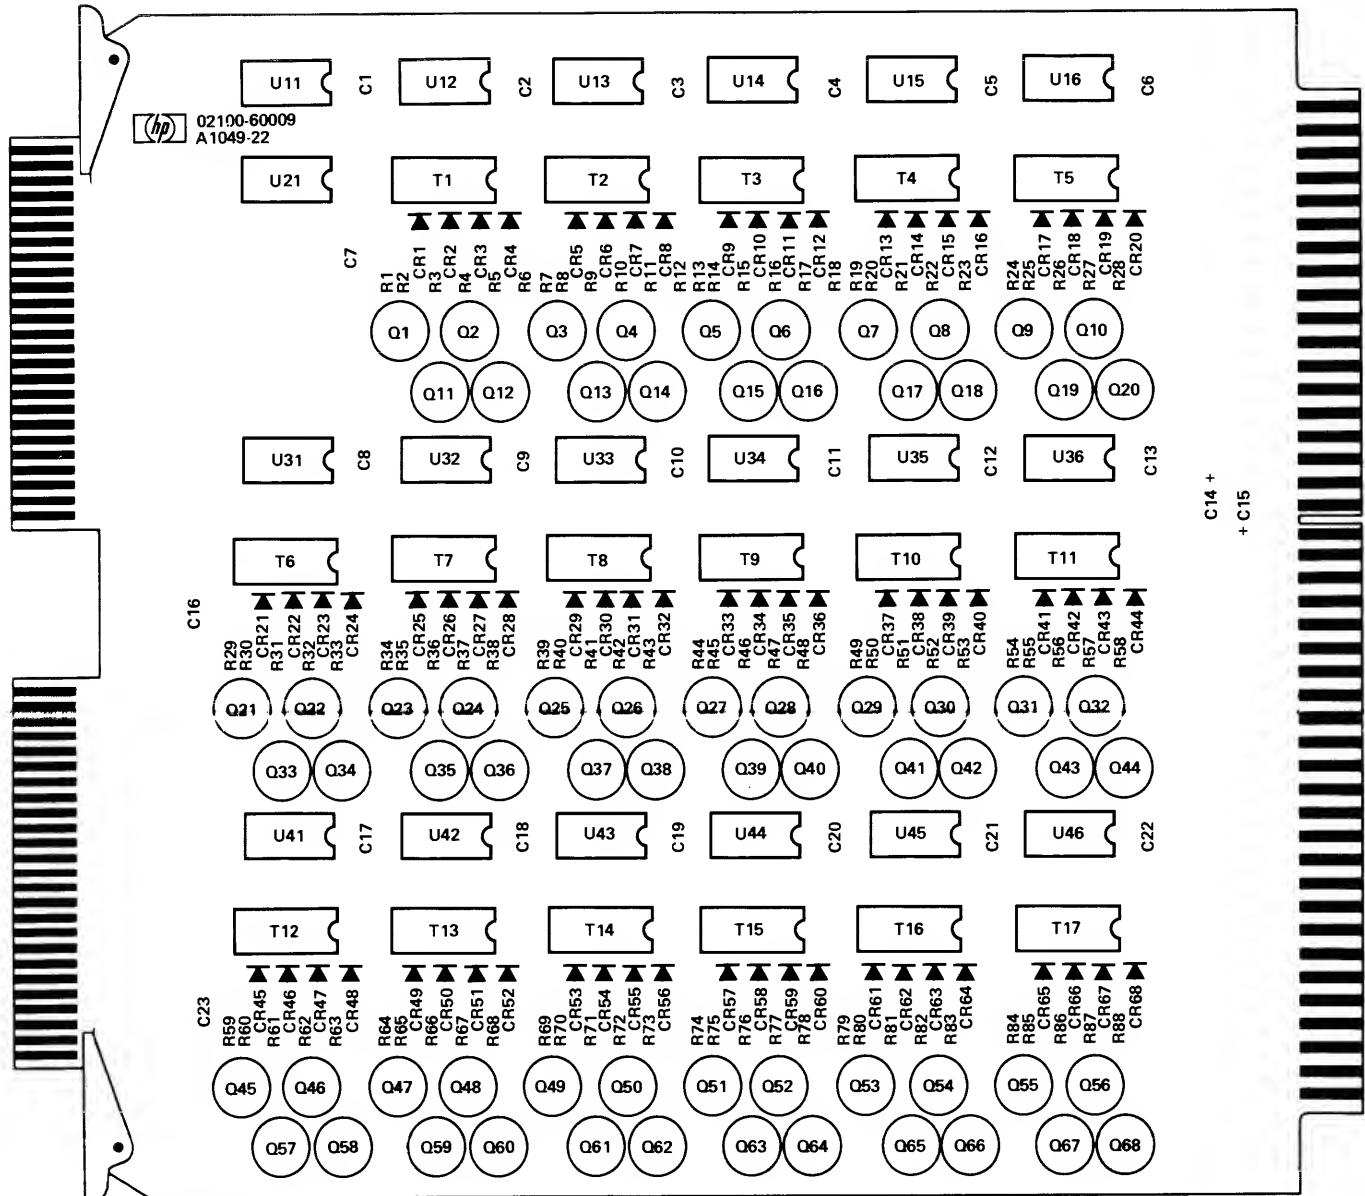 U11 C1 U12 C2 U13 C3 U14 C4 U15 C5 U16 C6
hp 02100-60009
A1049-22
U21 T1 T2 T3 T4 T5
C7 R1 R2 CR1 R3 CR2 R4 CR3 R5 CR4 R6 R7 R8 CR5 R9 CR6 R10 CR7 R11 CR8 R12 R13 R14 CR9 R15 CR10 R16 CR11 R17 CR12 R18 R19 R20 CR13 R21 CR14 R22 CR15 R23 CR16 R24 R25 CR17 R26 CR18 R27 CR19 R28 CR20
Q1 Q2 Q3 Q4 Q5 Q6 Q7 Q8 Q9 Q10
Q11 Q12 Q13 Q14 Q15 Q16 Q17 Q18 Q19 Q20
U31 C8 U32 C9 U33 C10 U34 C11 U35 C12 U36 C13
C14 +
+ C15
T6 T7 T8 T9 T10 T11
C16 R29 R30 CR21 R31 CR22 R32 CR23 R33 CR24 R34 R35 CR25 R36 CR26 R37 CR27 R38 CR28 R39 R40 CR29 R41 CR30 R42 CR31 R43 CR32 R44 R45 CR33 R46 CR34 R47 CR35 R48 CR36 R49 R50 CR37 R51 CR38 R52 CR39 R53 CR40 R54 R55 CR41 R56 CR42 R57 CR43 R58 CR44
Q21 Q22 Q23 Q24 Q25 Q26 Q27 Q28 Q29 Q30 Q31 Q32
Q33 Q34 Q35 Q36 Q37 Q38 Q39 Q40 Q41 Q42 Q43 Q44
U41 C17 U42 C18 U43 C19 U44 C20 U45 C21 U46 C22
T12 T13 T14 T15 T16 T17
C23 R59 R60 CR45 R61 CR46 R62 CR47 R63 CR48 R64 R65 CR49 R66 CR50 R67 CR51 R68 CR52 R69 R70 CR53 R71 CR54 R72 CR55 R73 CR56 R74 R75 CR57 R76 CR58 R77 CR59 R78 CR60 R79 R80 CR61 R81 CR62 R82 CR63 R83 CR64 R84 R85 CR65 R86 CR66 R87 CR67 R88 CR68
Q45 Q46 Q47 Q48 Q49 Q50 Q51 Q52 Q53 Q54 Q55 Q56
Q57 Q58 Q59 Q60 Q61 Q62 Q63 Q64 Q65 Q66 Q67 Q68